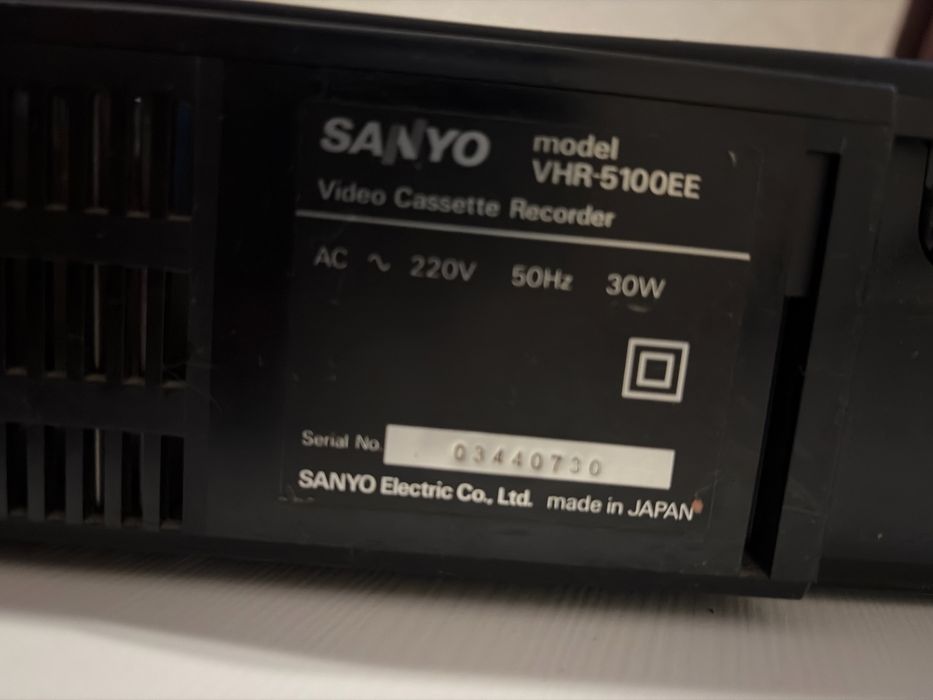 SANYO model
VHR-5100EE
Video Cassette Recorder
AC ∿ 220V 50Hz 30W
Serial No. 03440730
SANYO Electric Co., Ltd. made in JAPAN